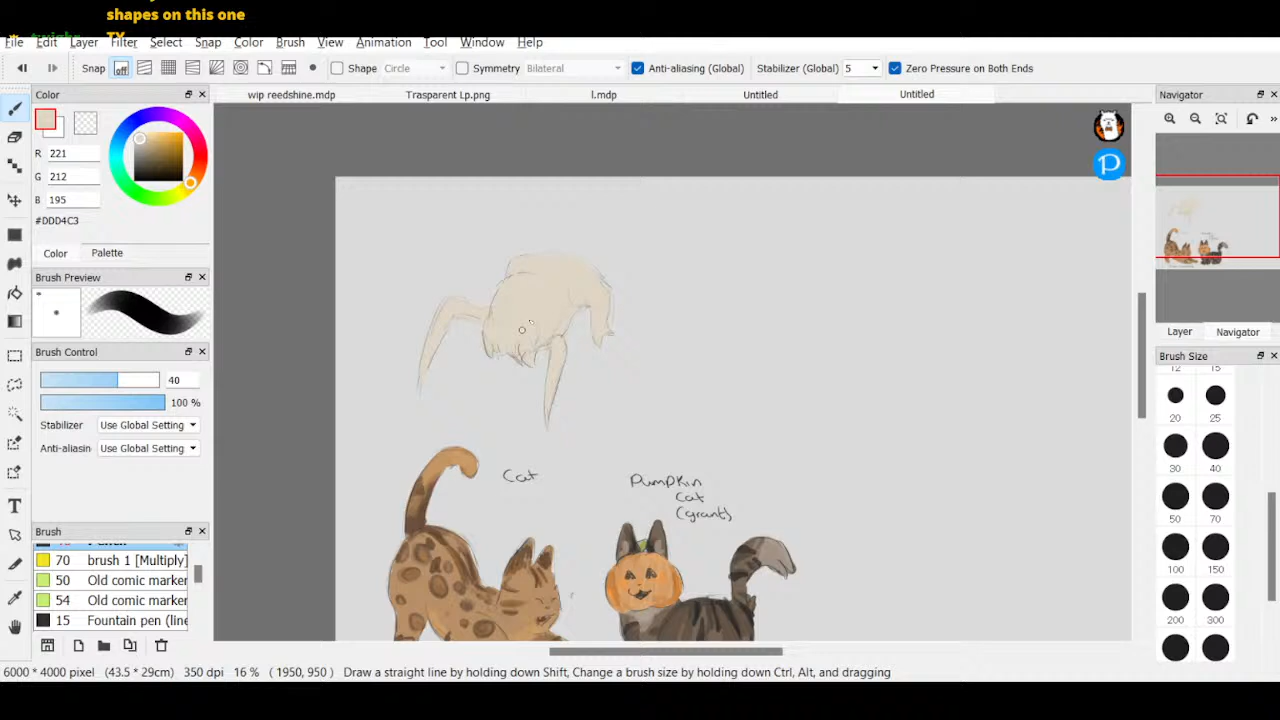 shapes on this one
File Edit Layer Filter Select Snap Color Brush View Animation Tool Window Help
Snap off Shape Circle Symmetry Bilateral Anti-aliasing (Global) Stabilizer (Global) 5 Zero Pressure on Both Ends
Color wip reedshine.mdp Trasparent Lp.png l.mdp Untitled Untitled Navigator
R 221
G 212
B 195
#DDD4C3
Color Palette
Brush Preview
Layer Navigator
Brush Control
Brush Size
12 15
40
100 %
20 25
Stabilizer Use Global Setting
Anti-aliasin Use Global Setting
30 40
Cat
Pumpkin
Cat
(grant)
50 70
Brush
70 brush 1 [Multiply]
100 150
50 Old comic marker
54 Old comic marker
200 300
15 Fountain pen (line
T
P
6000 * 4000 pixel (43.5 * 29cm) 350 dpi 16 % ( 1950, 950 ) Draw a straight line by holding down Shift, Change a brush size by holding down Ctrl, Alt, and dragging